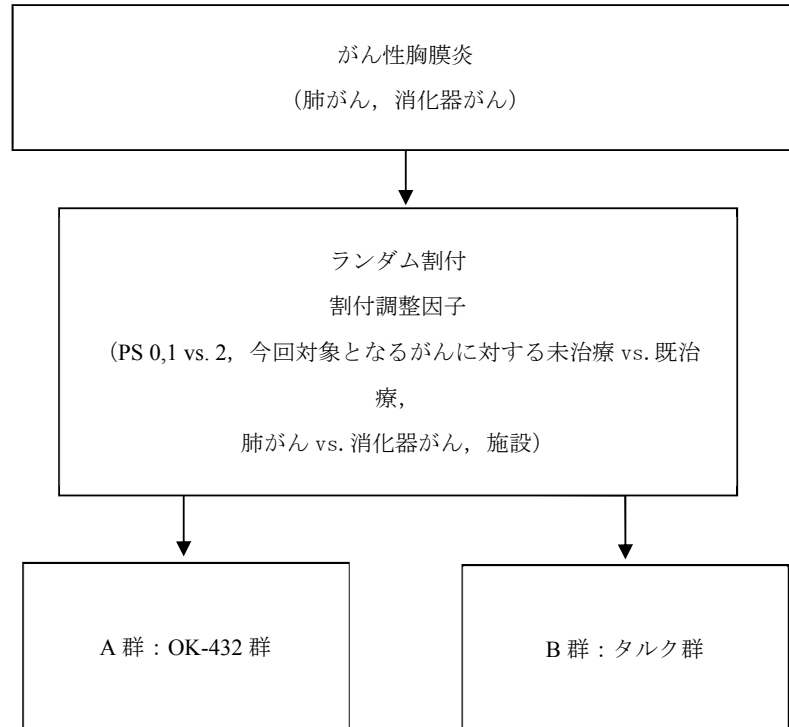 がん性胸膜炎
（肺がん，消化器がん）
ランダム割付
割付調整因子
（PS 0,1 vs. 2，今回対象となるがんに対する未治療 vs.既治
療，
肺がん vs.消化器がん，施設）
A 群：OK-432 群
B 群：タルク群